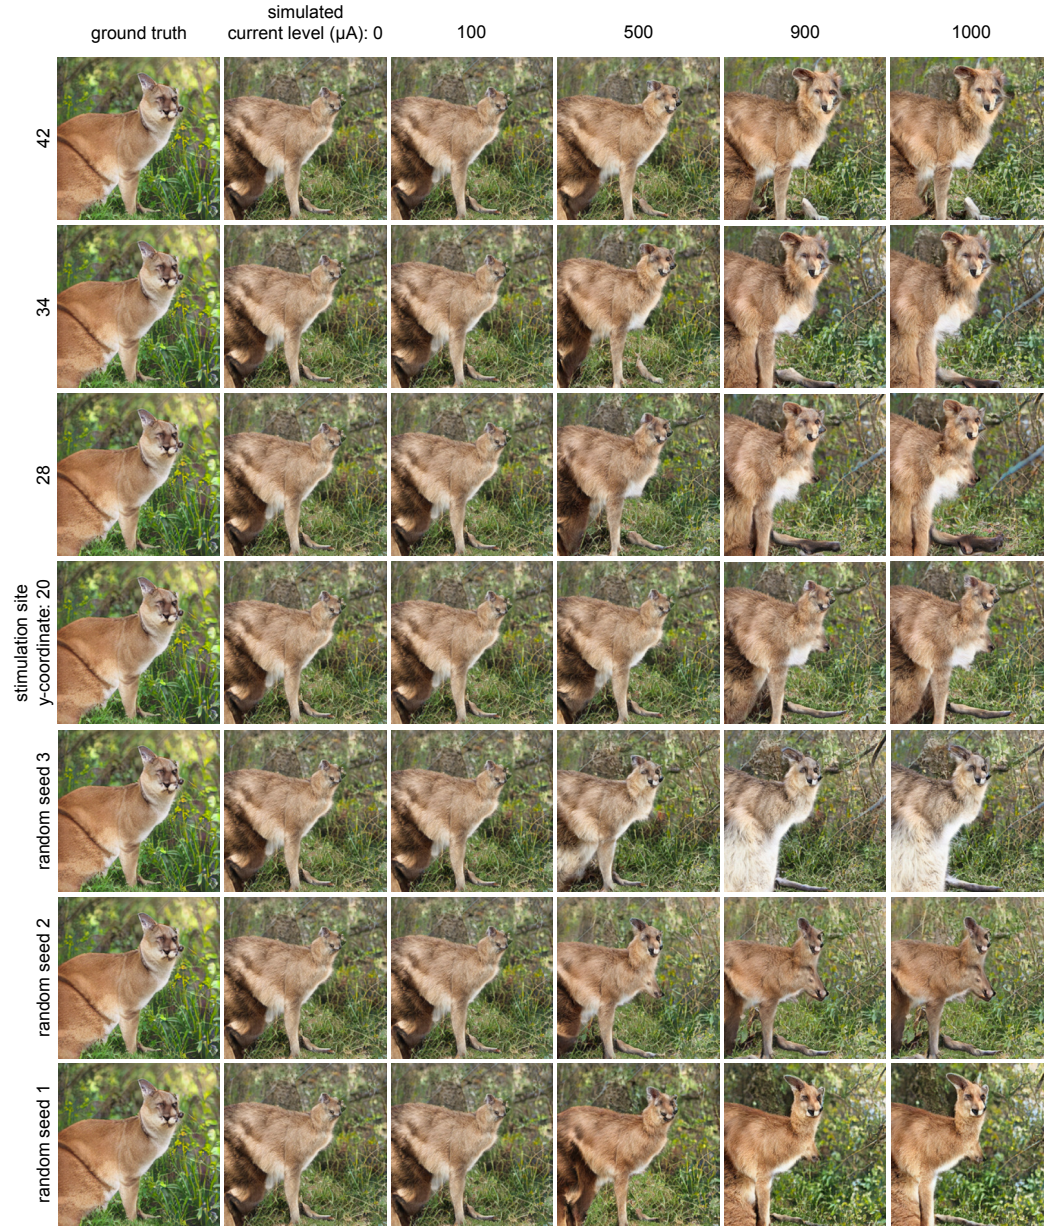 simulated
ground truth
current level (μA): 0
100
500
900
1000
42
34
28
stimulation site
y-coordinate: 20
random seed 3
random seed 2
random seed 1